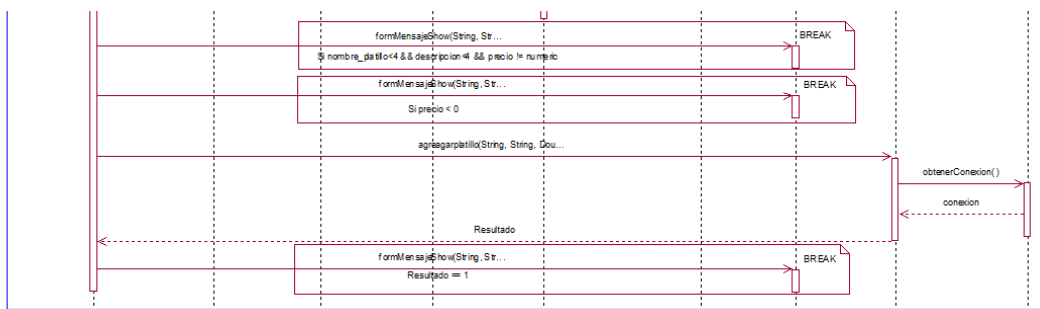 formMensajeShow(String, Str...
BREAK
Si nombre_platillo<4 && descripcion<4 && precio != numeric
formMensajeShow(String, Str...
BREAK
Si precio < 0
agreagarplatillo(String, String, Dou...
obtenerConexion( )
conexion
Resultado
formMensajeShow(String, Str...
BREAK
Resultado == 1